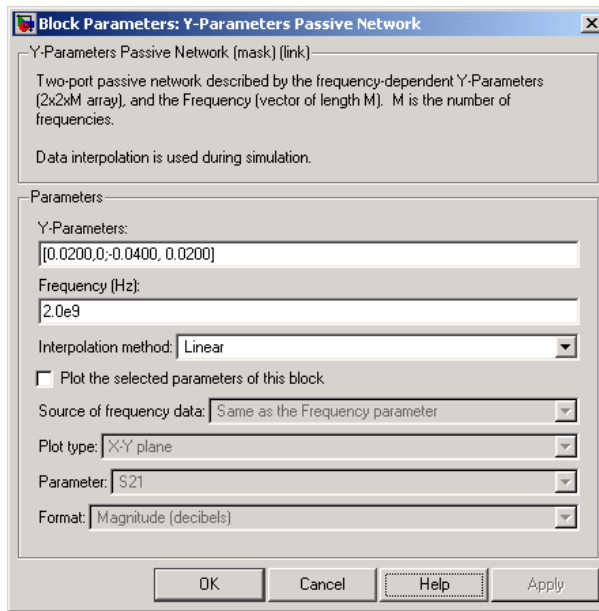 Block Parameters: Y-Parameters Passive Network
Y-Parameters Passive Network (mask) (link)
Two-port passive network described by the frequency-dependent Y-Parameters
(2x2xM array), and the Frequency (vector of length M).  M is the number of
frequencies.
Data interpolation is used during simulation.
Parameters
Y-Parameters:
[0.0200,0;-0.0400, 0.0200]
Frequency (Hz):
2.0e9
Interpolation method: Linear
Plot the selected parameters of this block
Source of frequency data: Same as the Frequency parameter
Plot type: X-Y plane
Parameter: S21
Format: Magnitude (decibels)
OK Cancel Help Apply